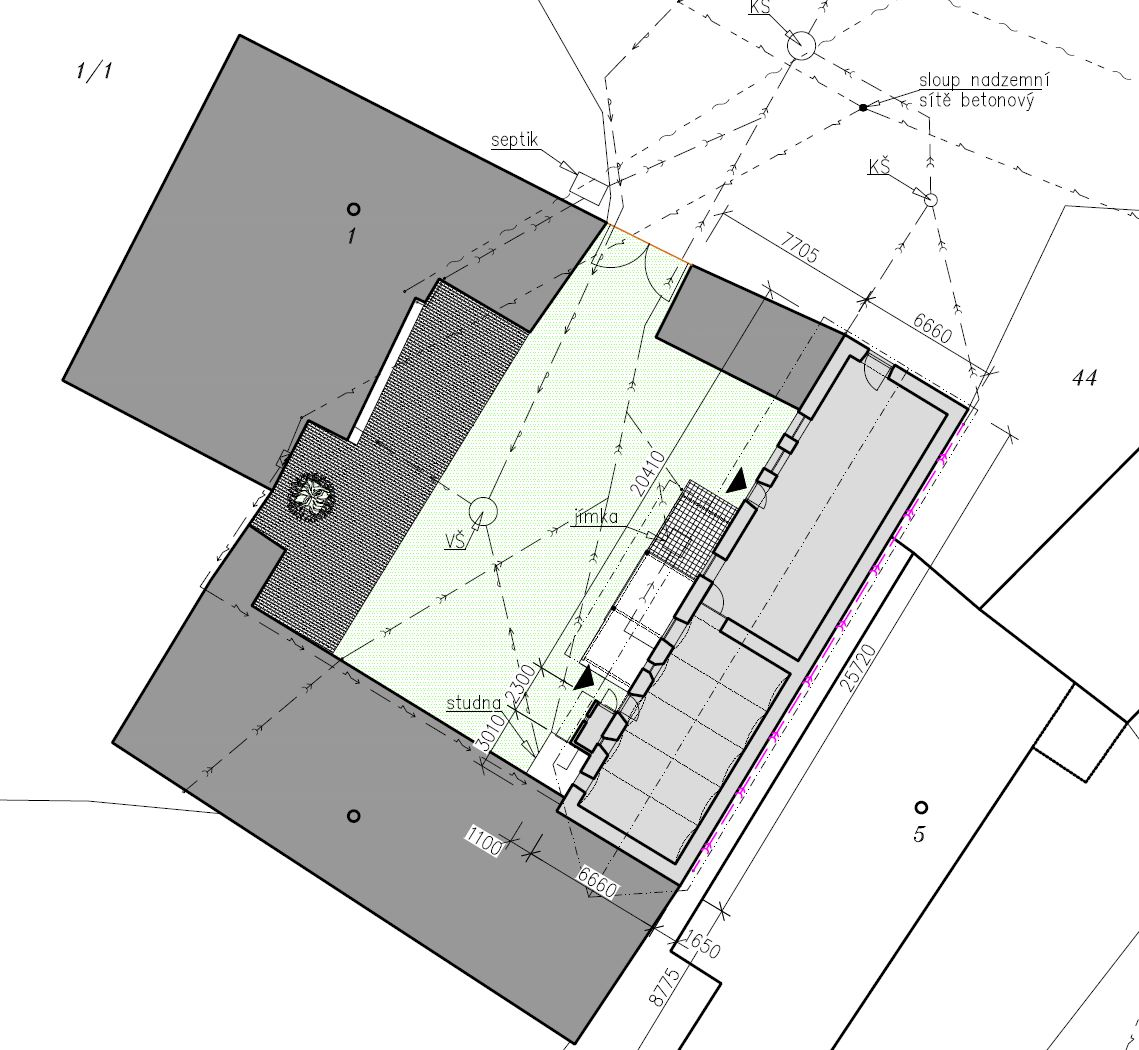 KŠ
1/1
sloup nadzemní
sítě betonový
septik
KŠ
1
7705
6660
44
20410
jímka
VŠ
25720
2300
studna
3010
5
1100
6660
1650
8775